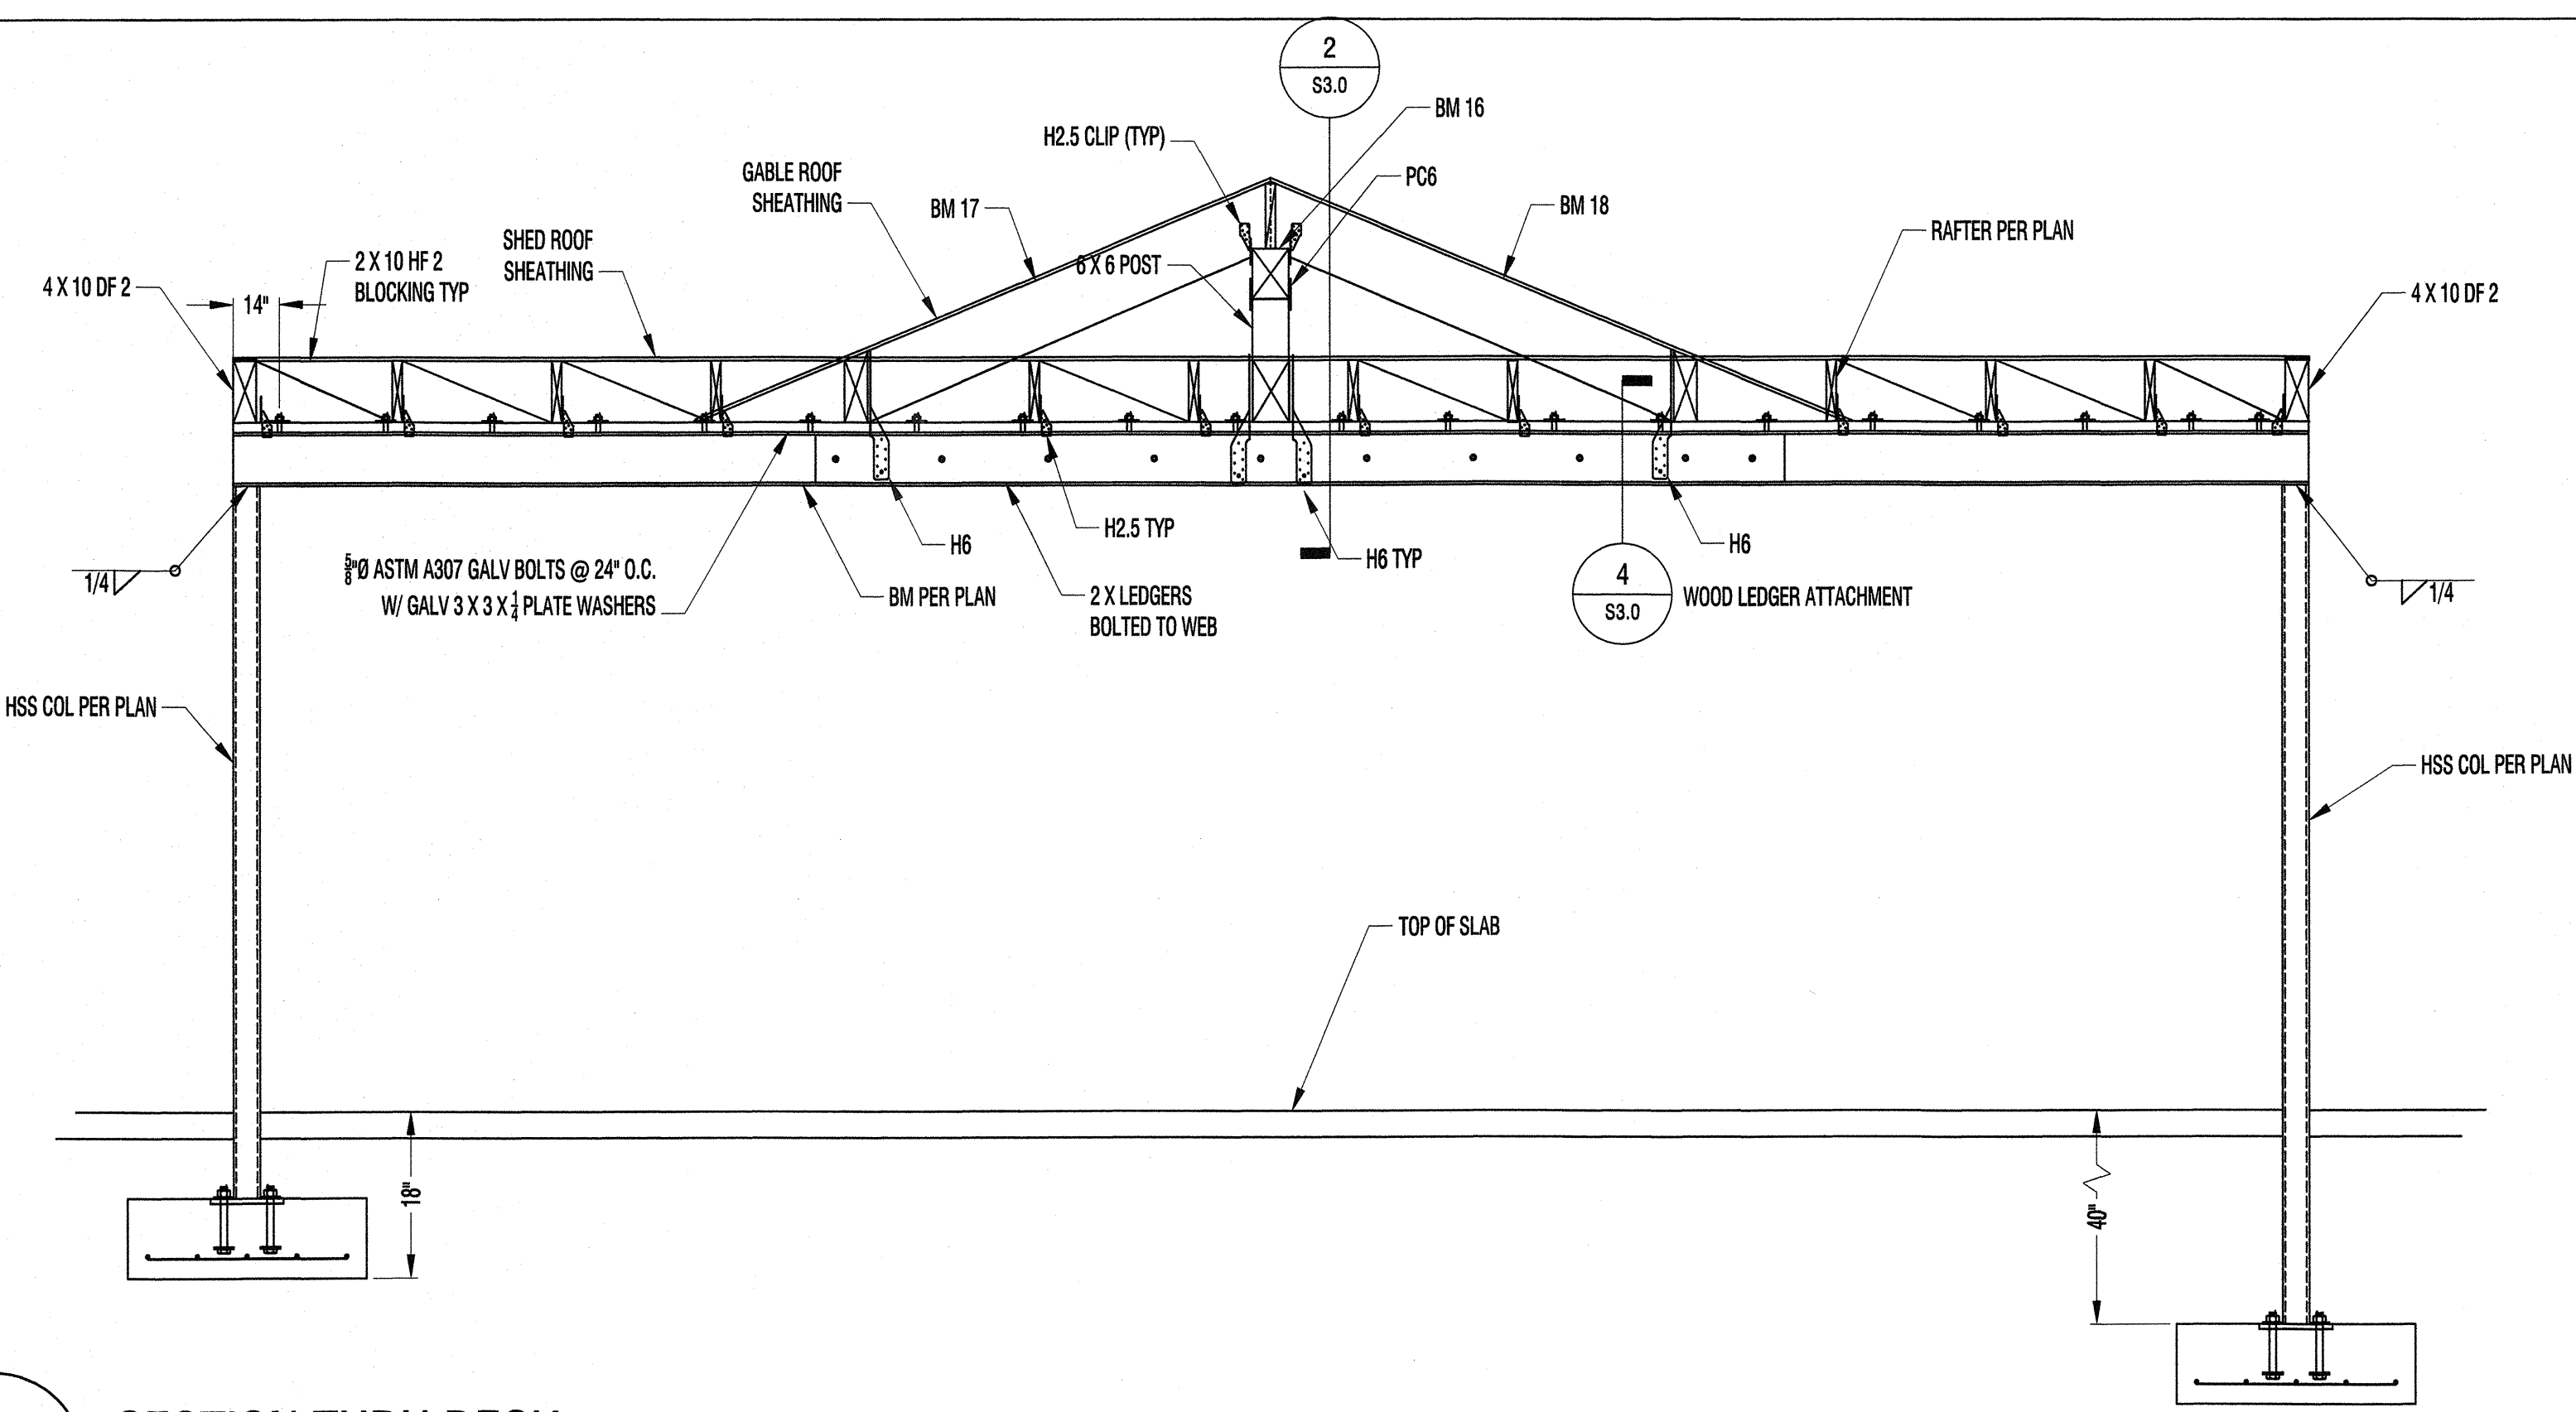 2
S3.0
BM 16
H2.5 CLIP (TYP)
PC6
GABLE ROOF
SHEATHING
BM 17
BM 18
RAFTER PER PLAN
SHED ROOF
SHEATHING
2 X 10 HF 2
BLOCKING TYP
6 X 6 POST
4 X 10 DF 2
14"
4 X 10 DF 2
H2.5 TYP
H6
H6 TYP
H6
5/8"Ø ASTM A307 GALV BOLTS @ 24" O.C.
W/ GALV 3 X 3 X 1/4 PLATE WASHERS
1/4
BM PER PLAN
2 X LEDGERS
BOLTED TO WEB
4
S3.0
WOOD LEDGER ATTACHMENT
1/4
HSS COL PER PLAN
HSS COL PER PLAN
TOP OF SLAB
18"
40"